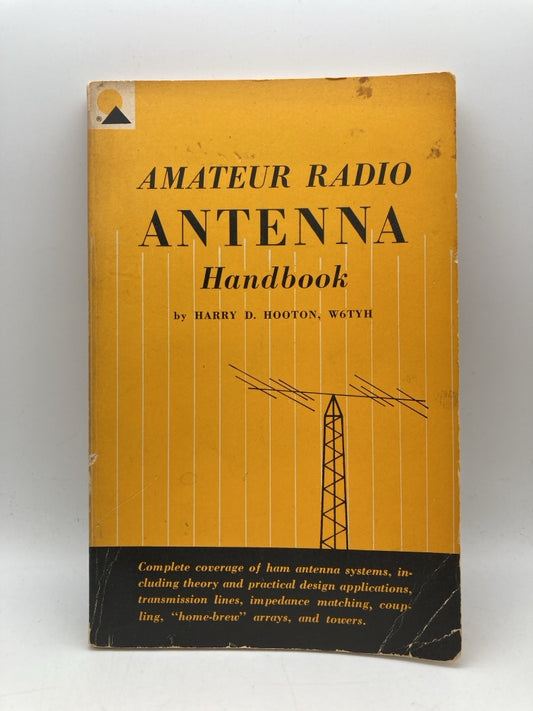 ®
AMATEUR RADIO
ANTENNA
Handbook
by HARRY D. HOOTON, W6TYH
Complete coverage of ham antenna systems, in-
cluding theory and practical design applications,
transmission lines, impedance matching, coup-
ling, "home-brew" arrays, and towers.